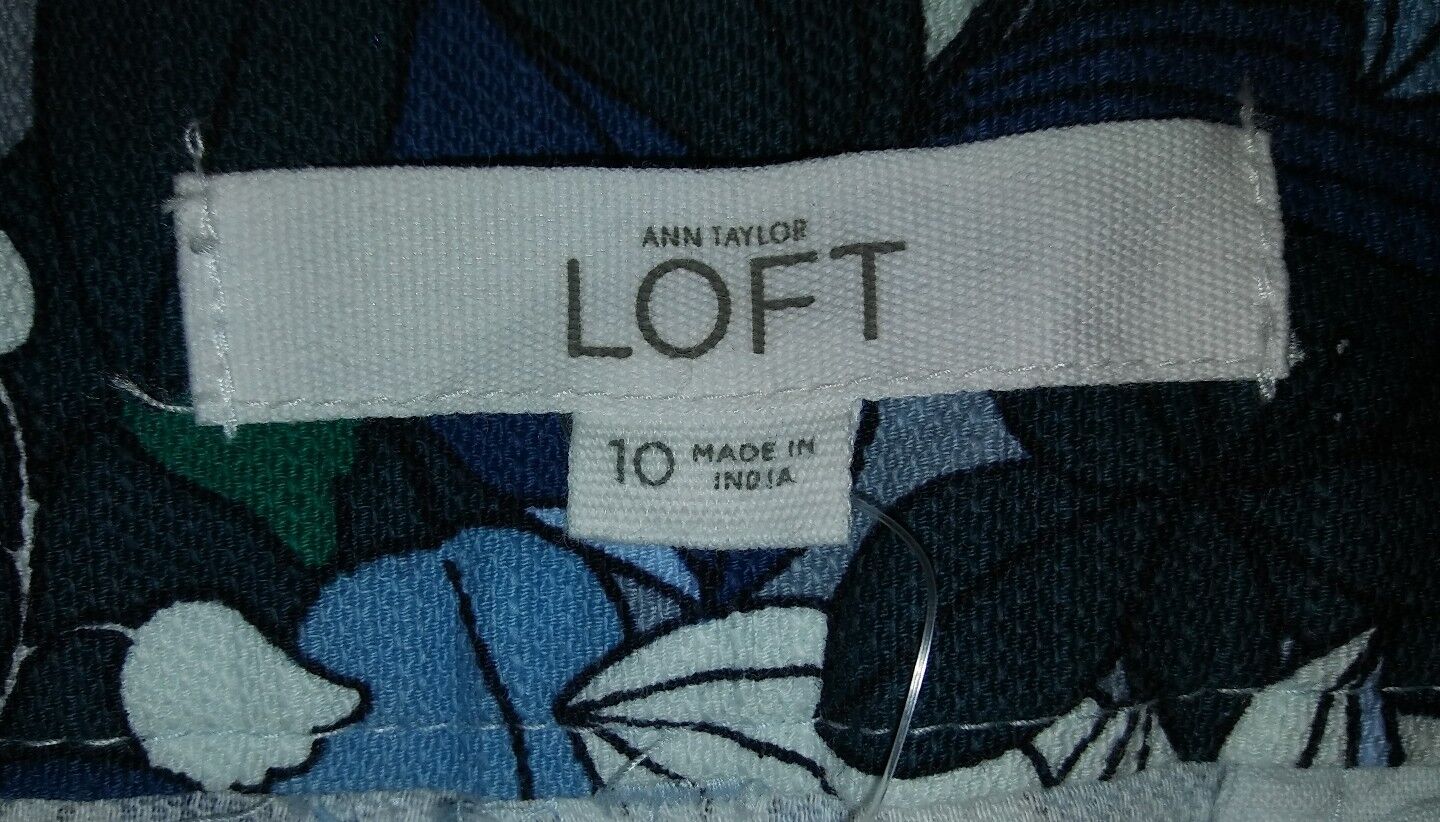 ANN TAYLOR
LOFT
10 MADE IN
INDIA